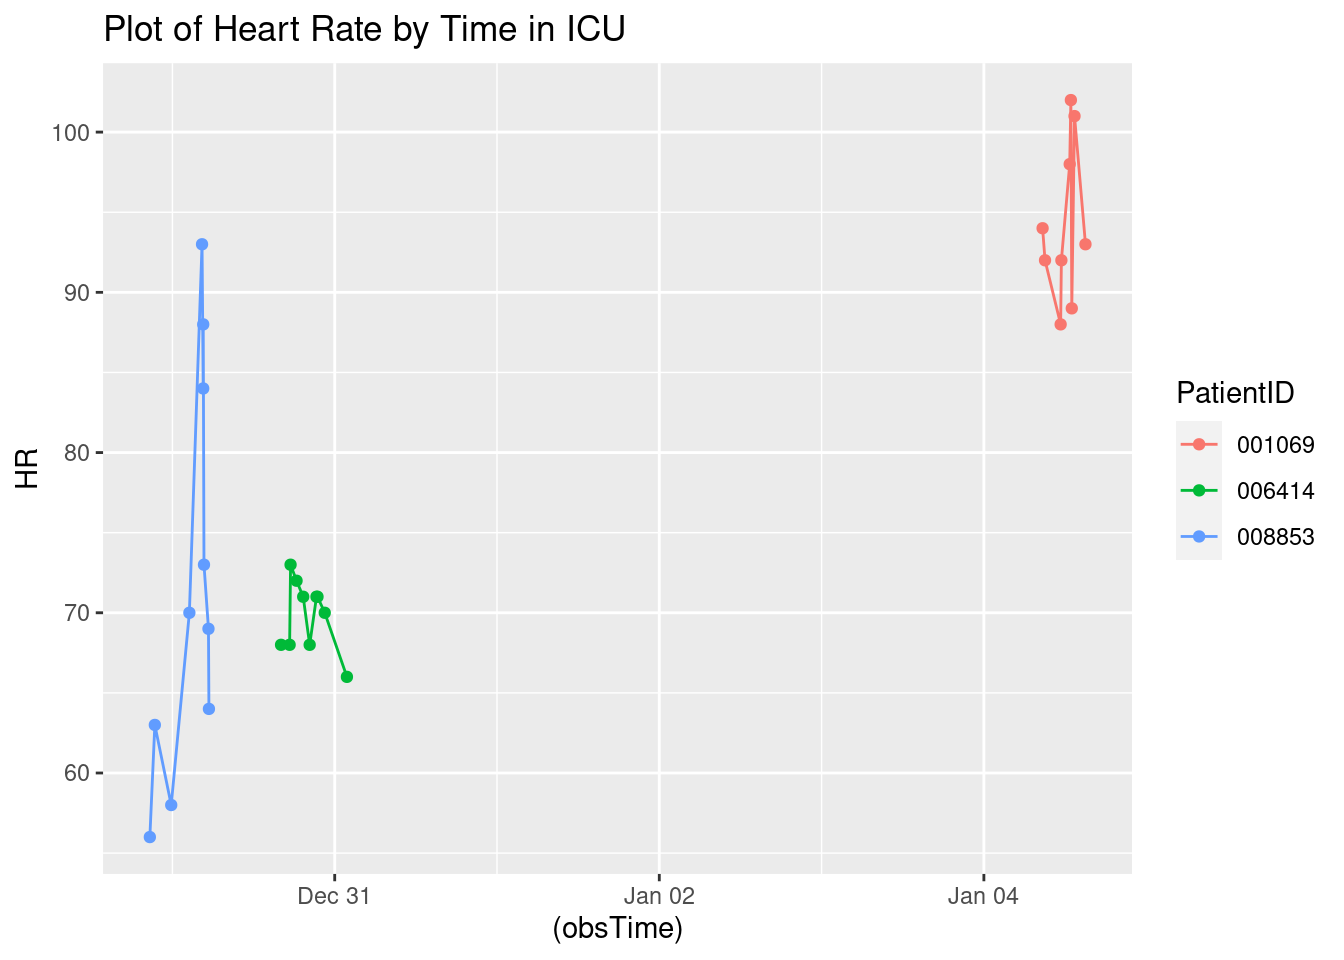 Plot of Heart Rate by Time in ICU
100
90
80
70
60
HR
Dec 31
Jan 02
Jan 04
(obsTime)
PatientID
001069
006414
008853